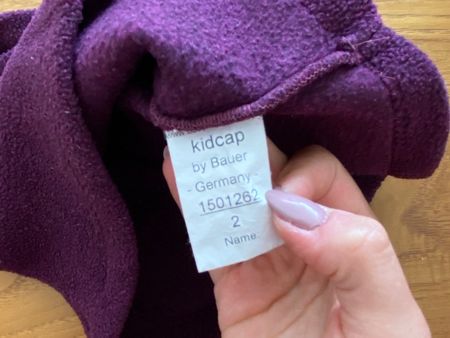 kidcap
by Bauer
- Germany -
1501262
2
Name